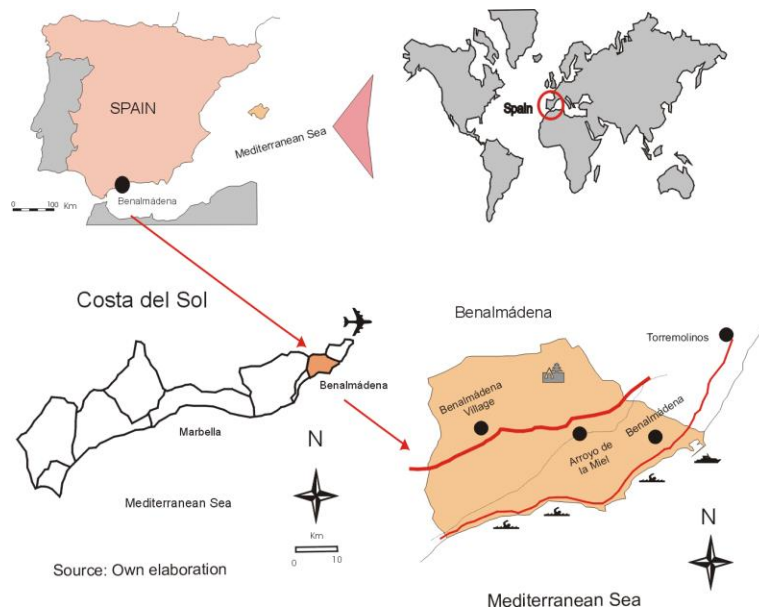 SPAIN
Mediterranean Sea
Benalmádena
0 100 Km
Spain
Costa del Sol
Benalmádena
Marbella
Mediterranean Sea
N
Km
0 10
Source: Own elaboration
Benalmádena
Torremolinos
Benalmádena
Village
Arroyo de
la Miel
Benalmádena
N
Mediterranean Sea